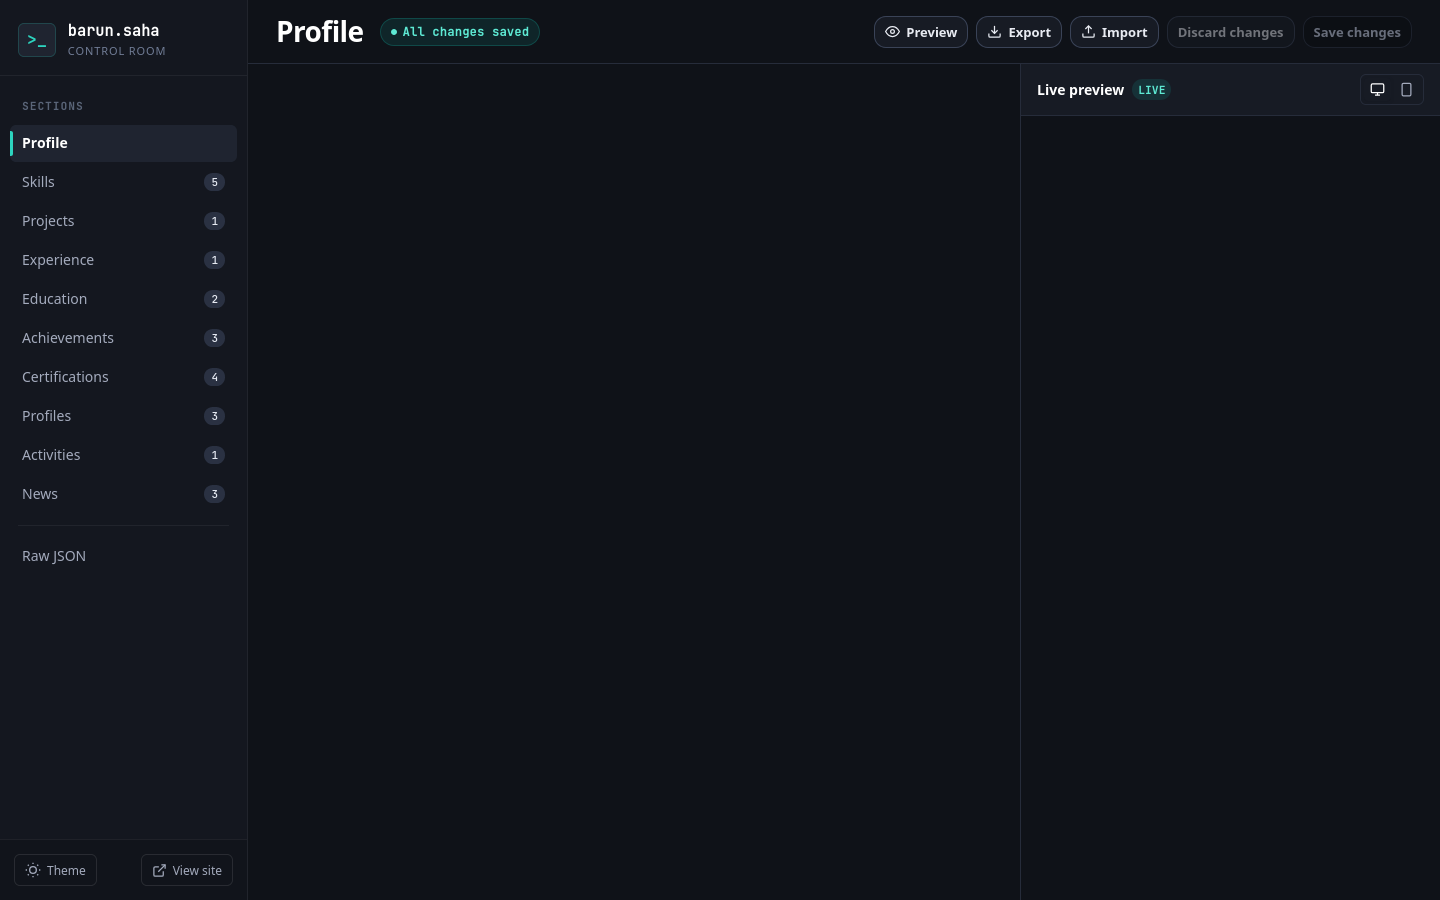 >_
barun.saha
CONTROL ROOM
SECTIONS
Profile
Skills 5
Projects 1
Experience 1
Education 2
Achievements 3
Certifications 4
Profiles 3
Activities 1
News 3
Raw JSON
Theme
View site
Profile
All changes saved
Preview
Export
Import
Discard changes
Save changes
Live preview
LIVE